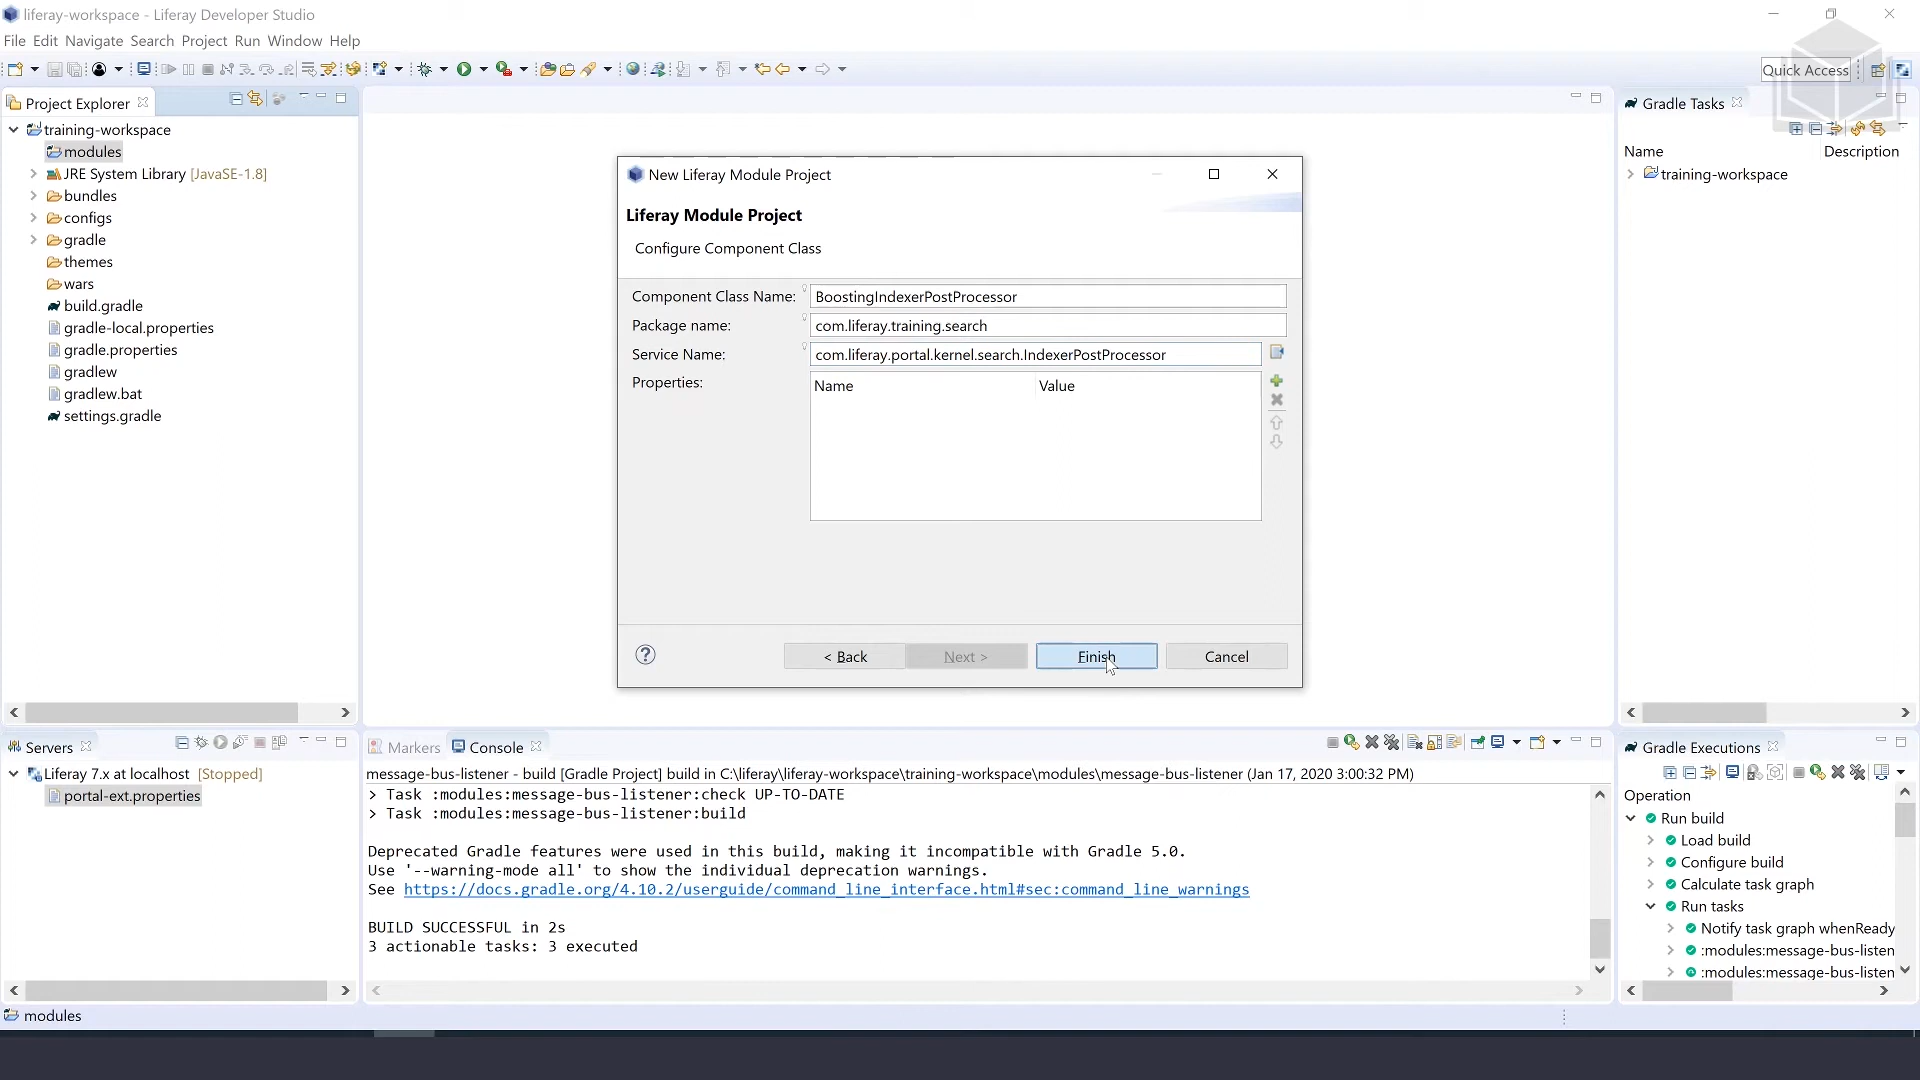 liferay-workspace - Liferay Developer Studio
File Edit Navigate Search Project Run Window Help
Quick Access
Project Explorer
training-workspace
modules
JRE System Library [JavaSE-1.8]
bundles
configs
gradle
themes
wars
build.gradle
gradle-local.properties
gradle.properties
gradlew
gradlew.bat
settings.gradle
New Liferay Module Project
Liferay Module Project
Configure Component Class
Component Class Name: BoostingIndexerPostProcessor
Package name: com.liferay.training.search
Service Name: com.liferay.portal.kernel.search.IndexerPostProcessor
Properties: Name Value
? < Back Next > Finish Cancel
Gradle Tasks
Name Description
training-workspace
Servers
Liferay 7.x at localhost [Stopped]
portal-ext.properties
Markers Console
message-bus-listener - build [Gradle Project] build in C:\liferay\liferay-workspace\training-workspace\modules\message-bus-listener (Jan 17, 2020 3:00:32 PM)
> Task :modules:message-bus-listener:check UP-TO-DATE
> Task :modules:message-bus-listener:build
Deprecated Gradle features were used in this build, making it incompatible with Gradle 5.0.
Use '--warning-mode all' to show the individual deprecation warnings.
See https://docs.gradle.org/4.10.2/userguide/command_line_interface.html#sec:command_line_warnings
BUILD SUCCESSFUL in 2s
3 actionable tasks: 3 executed
Gradle Executions
Operation
Run build
Load build
Configure build
Calculate task graph
Run tasks
Notify task graph whenReady
:modules:message-bus-listen
:modules:message-bus-listen
modules